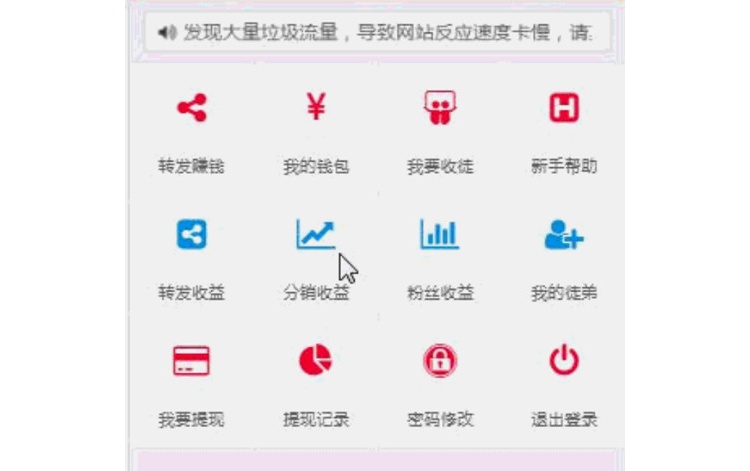 发现大量垃圾流量，导致网站反应速度卡慢，请
转发赚钱 我的钱包 我要收徒 新手帮助
转发收益 分销收益 粉丝收益 我的徒弟
我要提现 提现记录 密码修改 退出登录